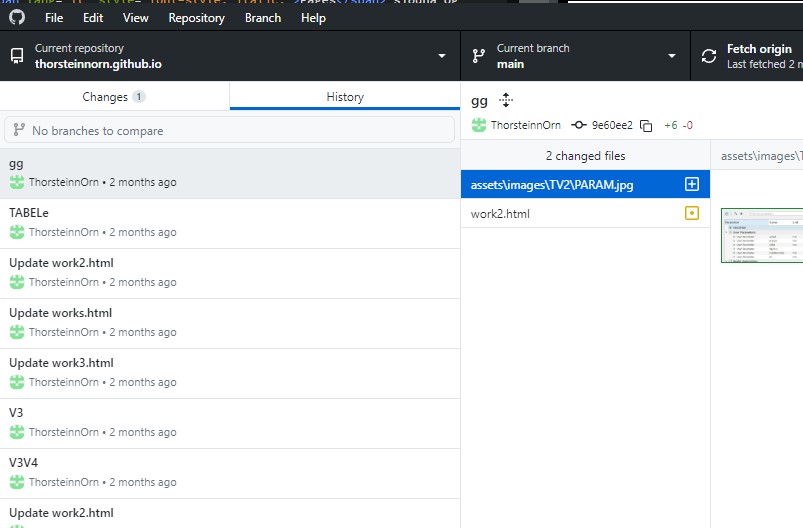 File Edit View Repository Branch Help
Current repository
thorsteinnorn.github.io
Current branch
main
Fetch origin
Last fetched 2 m
Changes 1
History
No branches to compare
gg
ThorsteinnOrn • 2 months ago
TABELe
ThorsteinnOrn • 2 months ago
Update work2.html
ThorsteinnOrn • 2 months ago
Update works.html
ThorsteinnOrn • 2 months ago
Update work3.html
ThorsteinnOrn • 2 months ago
V3
ThorsteinnOrn • 2 months ago
V3V4
ThorsteinnOrn • 2 months ago
Update work2.html
gg
ThorsteinnOrn 9e60ee2 +6 -0
2 changed files
assets\images\TV2\PARAM.jpg
work2.html
assets\images\T